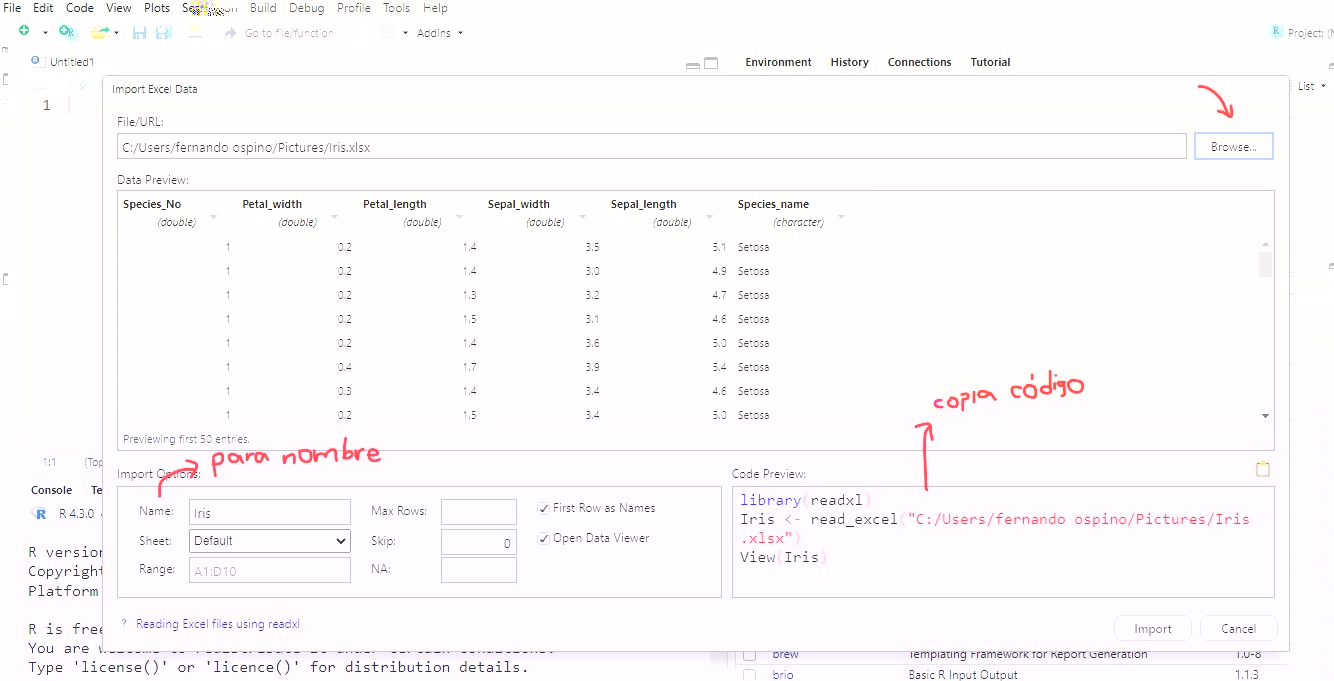 File Edit Code View Plots Build Debug Profile Tools Help
Go to file/function Addins Project:
Untitled1 Environment History Connections Tutorial
List
Import Excel Data
1
File/URL:
C:/Users/fernando ospino/Pictures/Iris.xlsx Browse...
Data Preview:
Species_No Petal_width Petal_length Sepal_width Sepal_length Species_name
(double) (double) (double) (double) (double) (character)
1 0.2 1.4 3.5 5.1 Setosa
1 0.2 1.4 3.0 4.9 Setosa
1 0.2 1.3 3.2 4.7 Setosa
1 0.2 1.5 3.1 4.6 Setosa
1 0.2 1.4 3.6 5.0 Setosa
1 0.4 1.7 3.9 5.4 Setosa
1 0.3 1.4 3.4 4.6 Setosa
1 0.2 1.5 3.4 5.0 Setosa
copia código
Previewing first 50 entries.
para nombre
1:1 (Top
Import Options: Code Preview:
Console Te
Name: Iris Max Rows: First Row as Names
Sheet: Default Skip: 0 Open Data Viewer
Range: A1:D10 NA:
library(readxl)
Iris <- read_excel("C:/Users/fernando ospino/Pictures/Iris
.xlsx")
View(Iris)
R 4.3.0 ·
R version
Copyright
Platform
? Reading Excel files using readxl
Import Cancel
R is free
Type 'license()' or 'licence()' for distribution details.
brew Templating Framework for Report Generation 1.0-8
brio Basic R Input Output 1.1.3